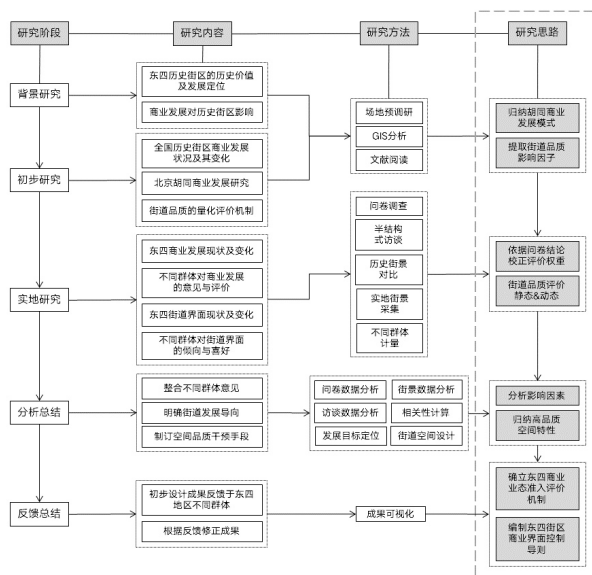 研究阶段
研究内容
研究方法
研究思路
背景研究
东四历史街区的历史价值
及发展定位
商业发展对历史街区影响
场地预调研
GIS分析
文献阅读
归纳胡同商业
发展模式
提取街道品质
影响因子
初步研究
全国历史街区商业发展
状况及其变化
北京胡同商业发展研究
街道品质的量化评价机制
实地研究
东四商业发展现状及变化
不同群体对商业发展
的意见与评价
东四街道界面现状及变化
不同群体对街道界面
的倾向与喜好
问卷调查
半结构
式访谈
历史街景
对比
实地街景
采集
不同群体
计量
依据问卷结论
校正评价权重
街道品质评价
静态&动态
分析总结
整合不同群体意见
明确街道发展导向
制订空间品质干预手段
问卷数据分析
街景数据分析
访谈数据分析
相关性计算
发展目标定位
街道空间设计
分析影响因素
归纳高品质
空间特性
反馈总结
初步设计成果反馈于东四
地区不同群体
根据反馈修正成果
成果可视化
确立东四商业
业态准入评价
机制
编制东四街区
商业界面控制
导则